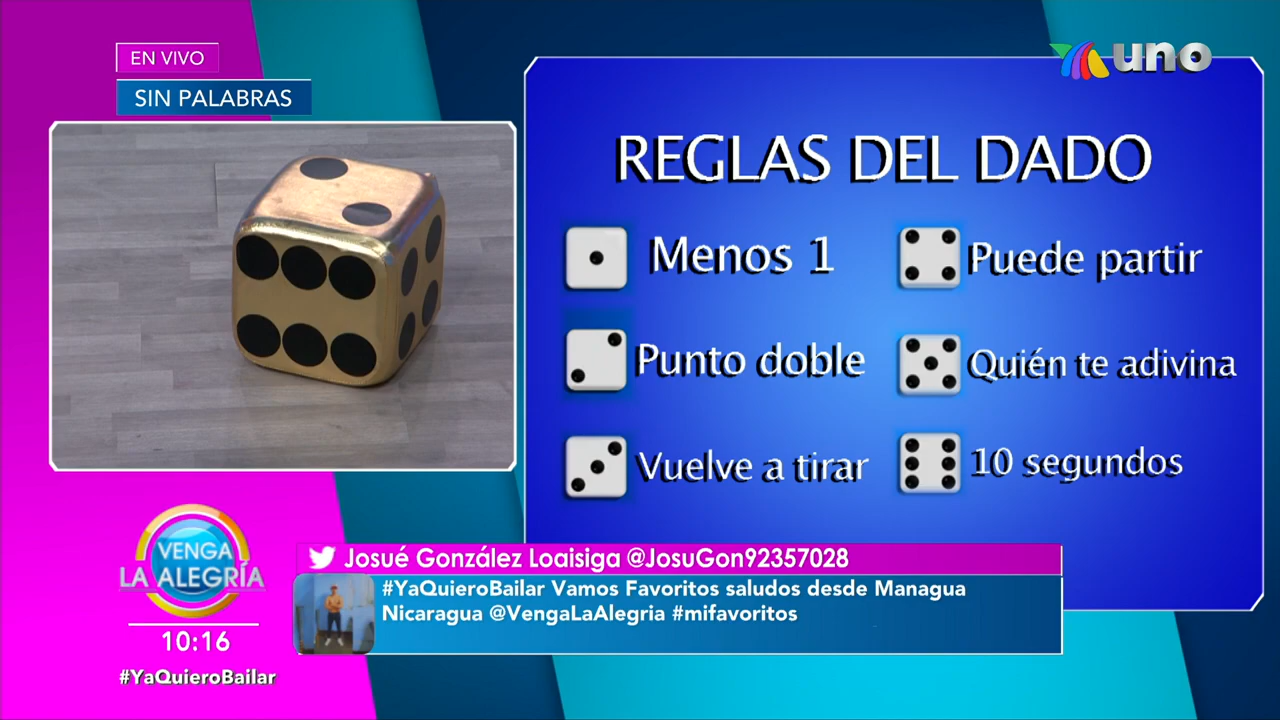 EN VIVO
SIN PALABRAS
uno
REGLAS DEL DADO
Menos 1
Punto doble
Vuelve a tirar
Puede partir
Quién te adivina
10 segundos
Josué González Loaisiga @JosuGon92357028
#YaQuieroBailar Vamos Favoritos saludos desde Managua
Nicaragua @VengaLaAlegria #mifavoritos
VENGA
LA ALEGRÍA
10:16
#YaQuieroBailar